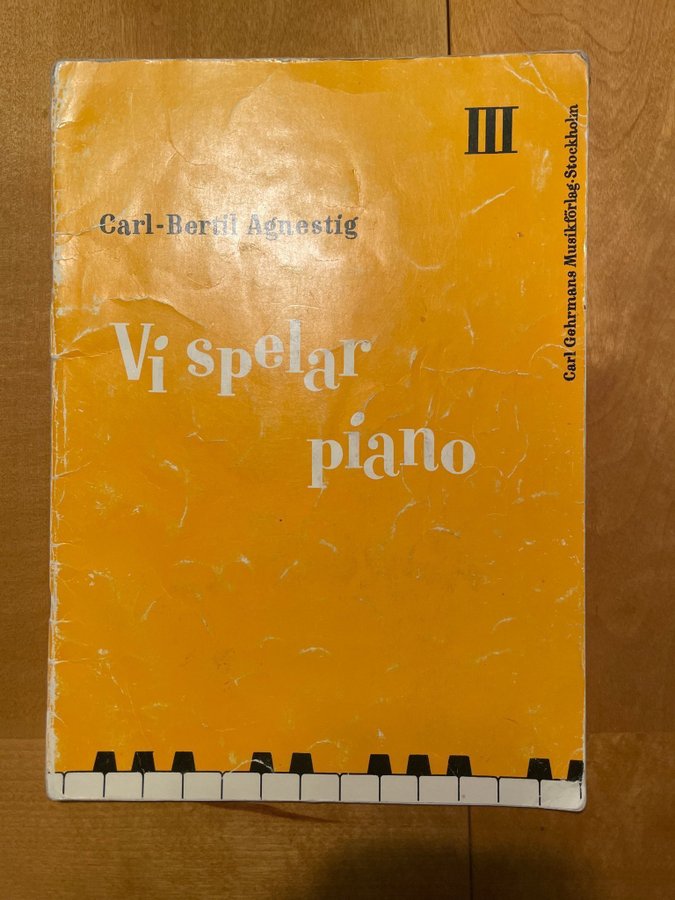 III
Carl-Bertil Agnestig
Vi spelar
piano
Carl Gehrmans Musikförlag·Stockholm